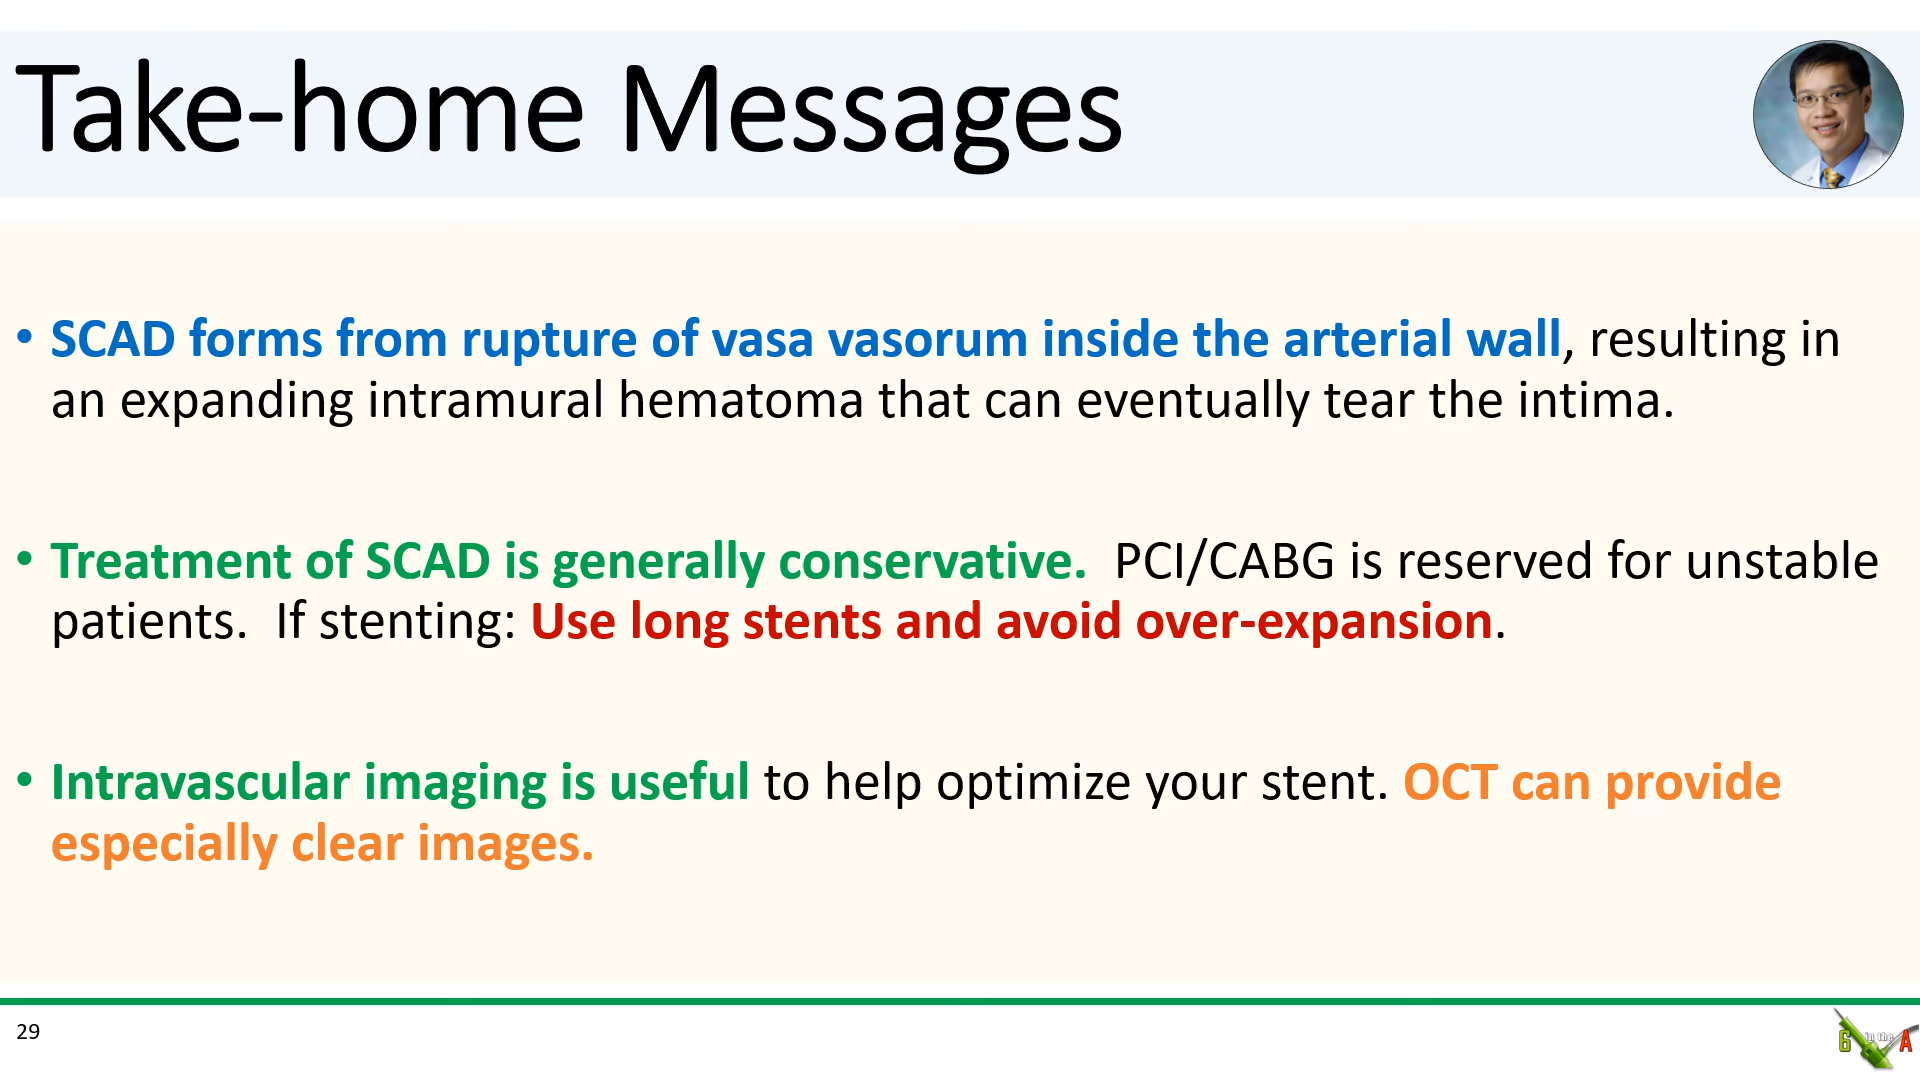 Take-home Messages
• SCAD forms from rupture of vasa vasorum inside the arterial wall, resulting in
an expanding intramural hematoma that can eventually tear the intima.
• Treatment of SCAD is generally conservative.  PCI/CABG is reserved for unstable
patients.  If stenting: Use long stents and avoid over-expansion.
• Intravascular imaging is useful to help optimize your stent. OCT can provide
especially clear images.
29
6 in the A